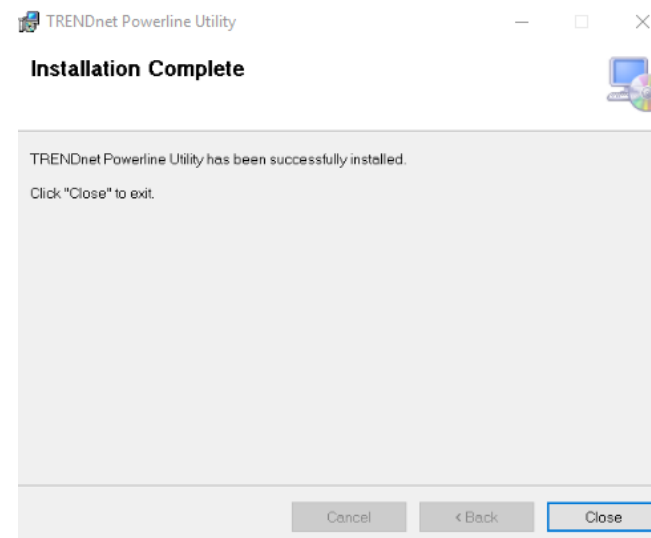 TRENDnet Powerline Utility
Installation Complete
TRENDnet Powerline Utility has been successfully installed.
Click "Close" to exit.
Cancel
< Back
Close